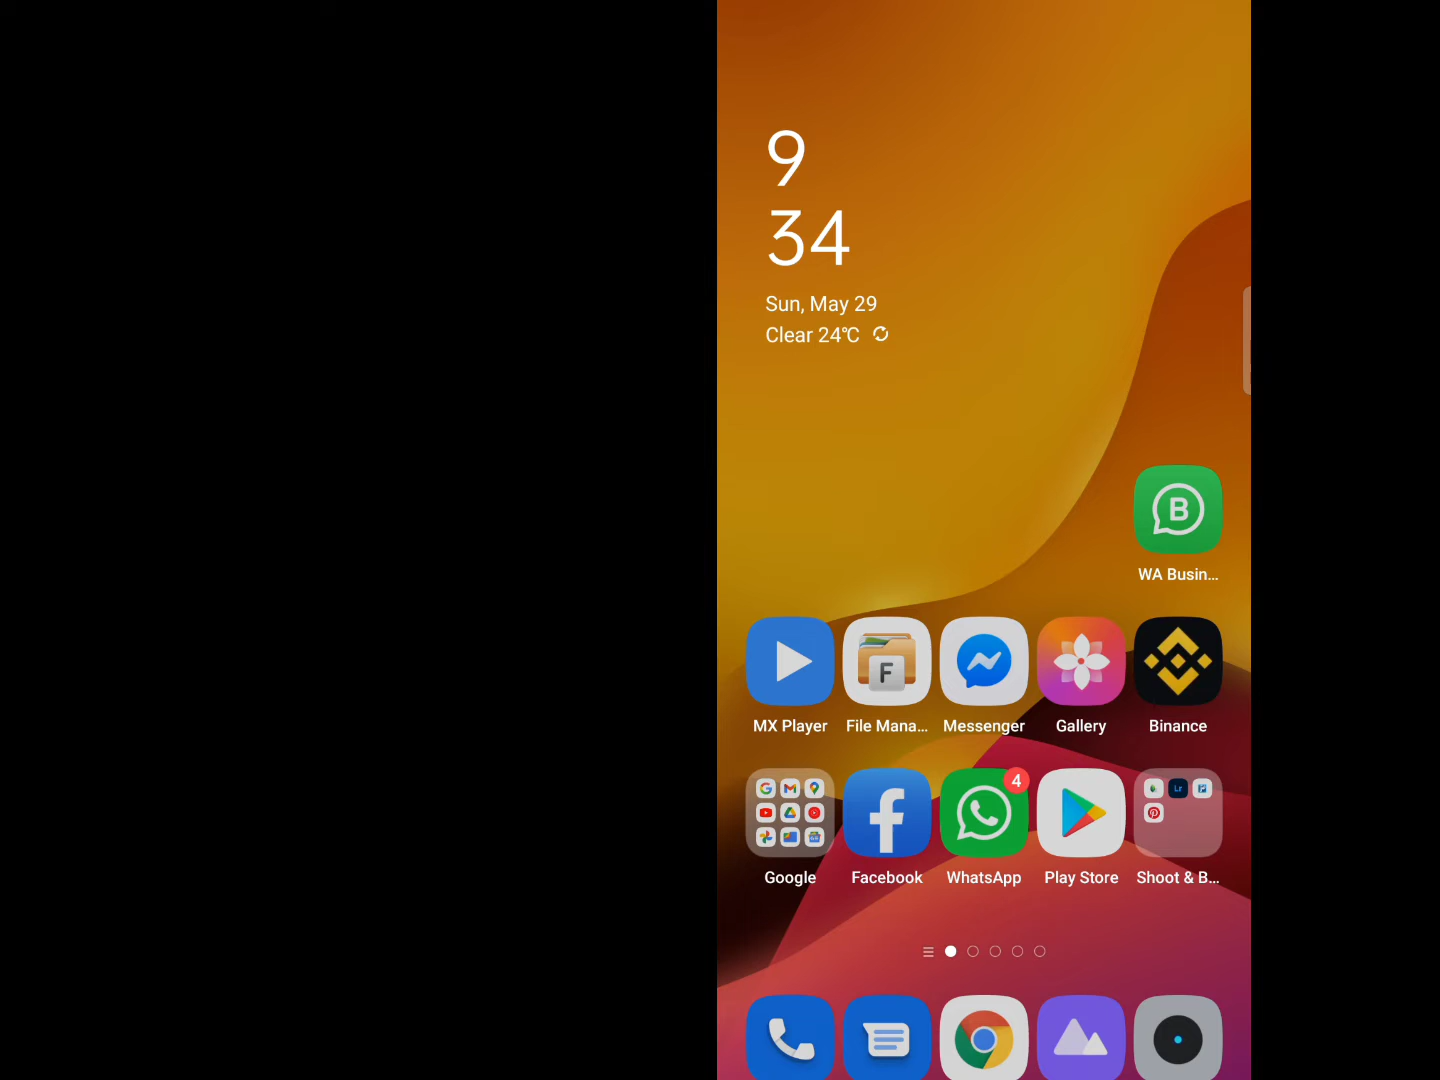 9
34
Sun, May 29
Clear 24℃
B
WA Busin...
F
MX Player File Mana... Messenger Gallery Binance
4
Lr
Google Facebook WhatsApp Play Store Shoot & B...